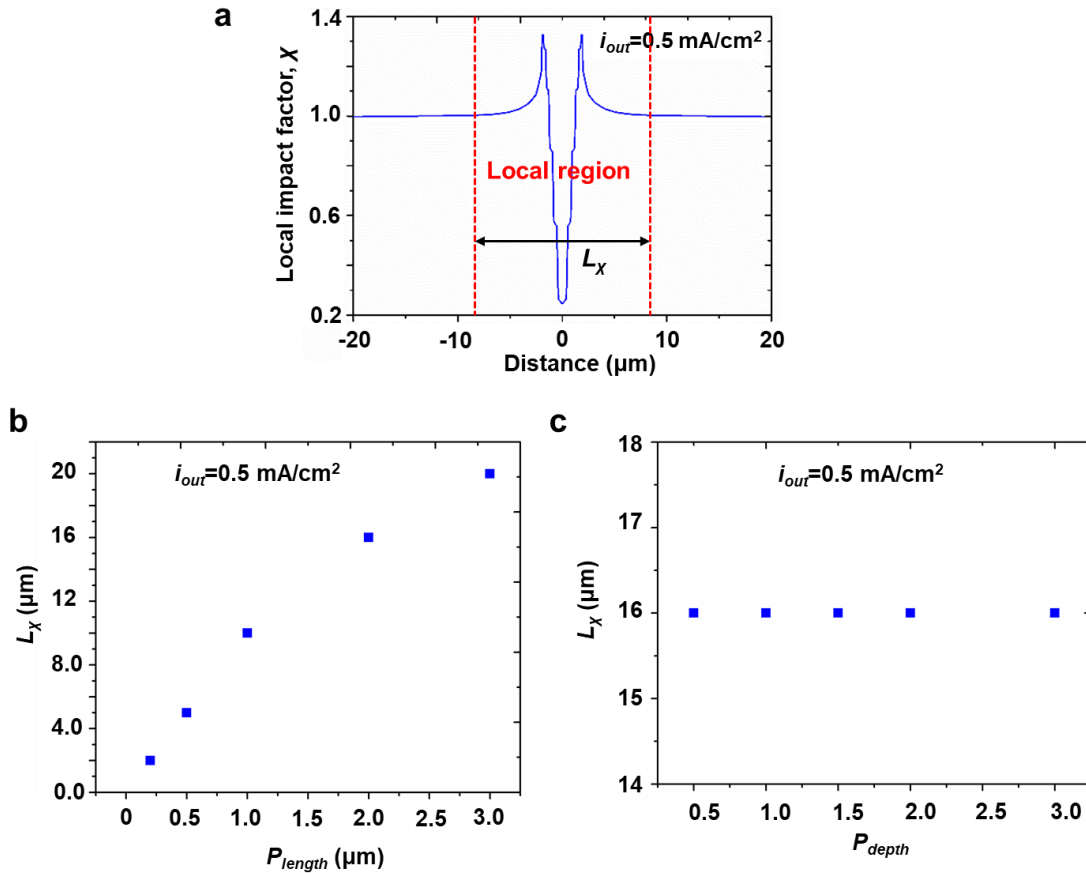 a
1.4
1.0
0.6
0.2
Local impact factor, χ
i_out=0.5 mA/cm²
Local region
L_χ
-20
-10
0
10
20
Distance (μm)
b
20
16
12
8.0
4.0
0.0
L_χ (μm)
i_out=0.5 mA/cm²
0
0.5
1.0
2.0
2.5
3.0
P_length (μm)
c
18
17
16
15
14
L_χ (μm)
i_out=0.5 mA/cm²
0.5
1.0
1.5
2.0
3.0
P_depth